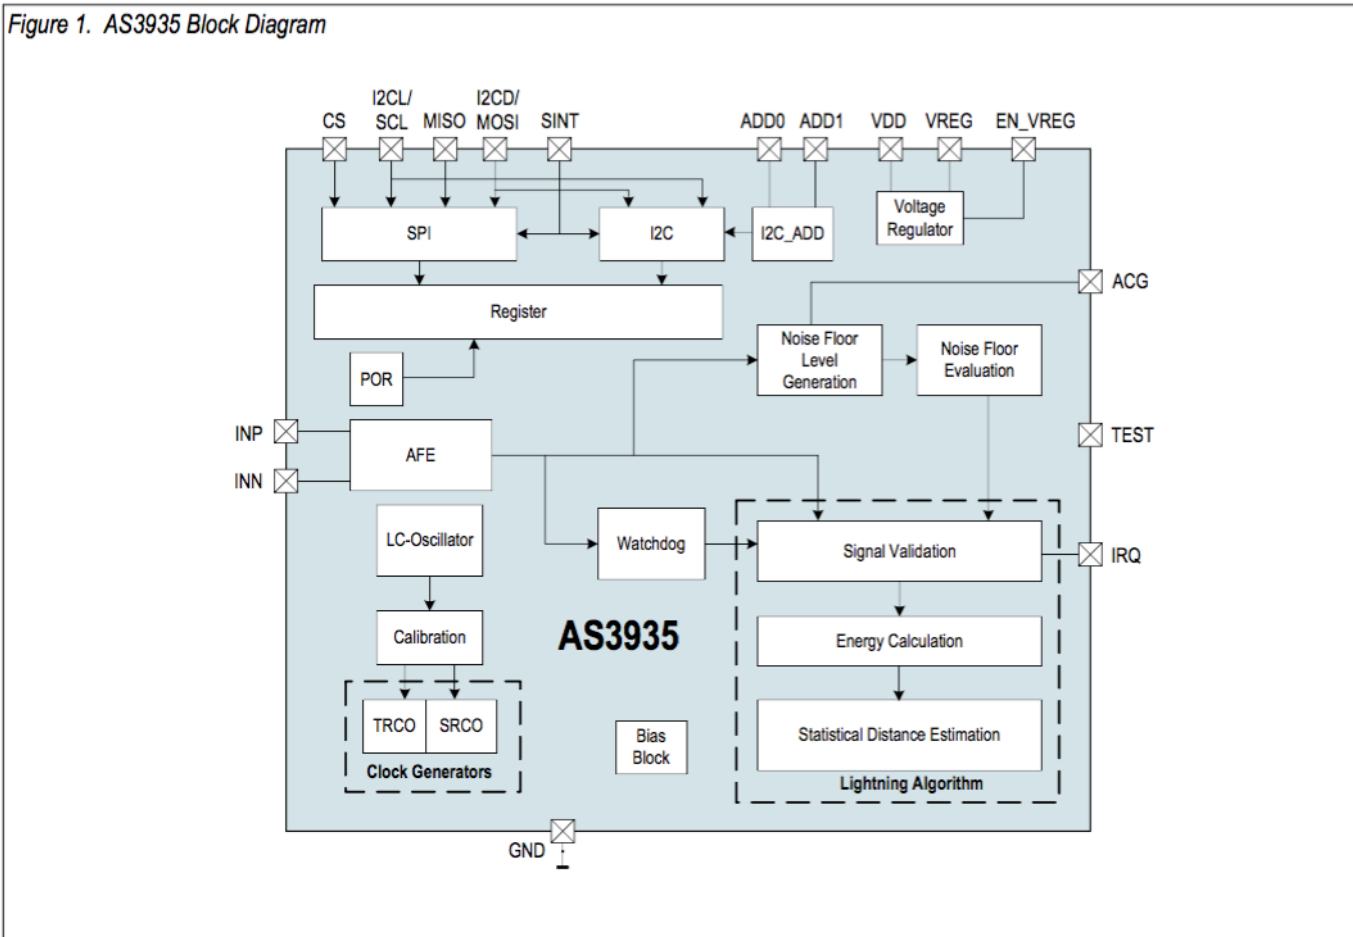 Figure 1. AS3935 Block Diagram
I2CL/
I2CD/
CS
SCL
MISO
MOSI
SINT
ADD0
ADD1
VDD
VREG
EN_VREG
SPI
I2C
I2C_ADD
Voltage
Regulator
ACG
Register
Noise Floor
Level
Generation
Noise Floor
Evaluation
POR
INP
INN
AFE
TEST
LC-Oscillator
Watchdog
Signal Validation
IRQ
Calibration
AS3935
Energy Calculation
TRCO
SRCO
Clock Generators
Bias
Block
Statistical Distance Estimation
Lightning Algorithm
GND